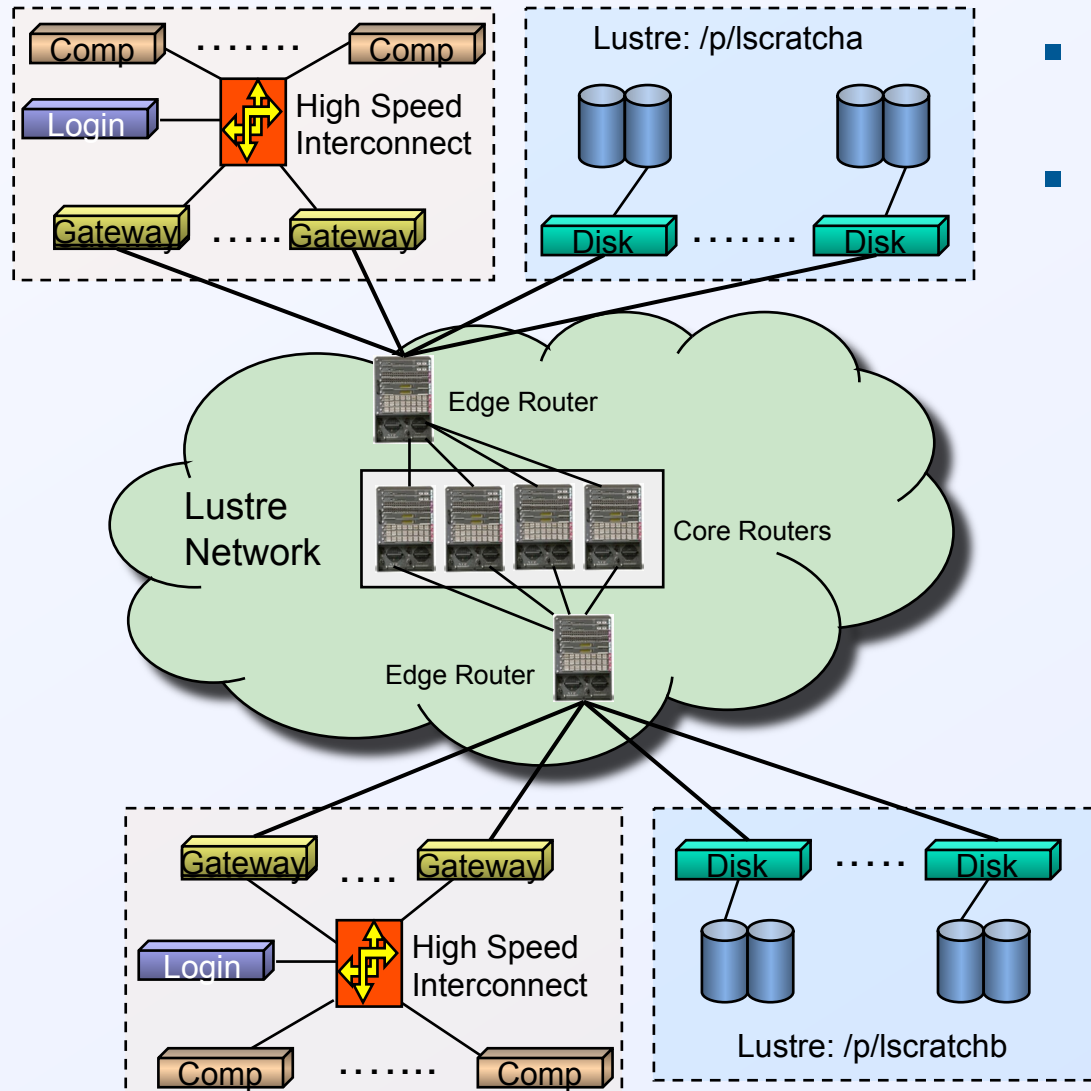 Comp ....... Comp
Lustre: /p/lscratcha
Login
High Speed
Interconnect
Gateway ..... Gateway
Disk ....... Disk
Edge Router
Lustre
Network
Core Routers
Edge Router
Gateway .... Gateway
Disk ..... Disk
Login
High Speed
Interconnect
Lustre: /p/lscratchb
Comp ....... Comp